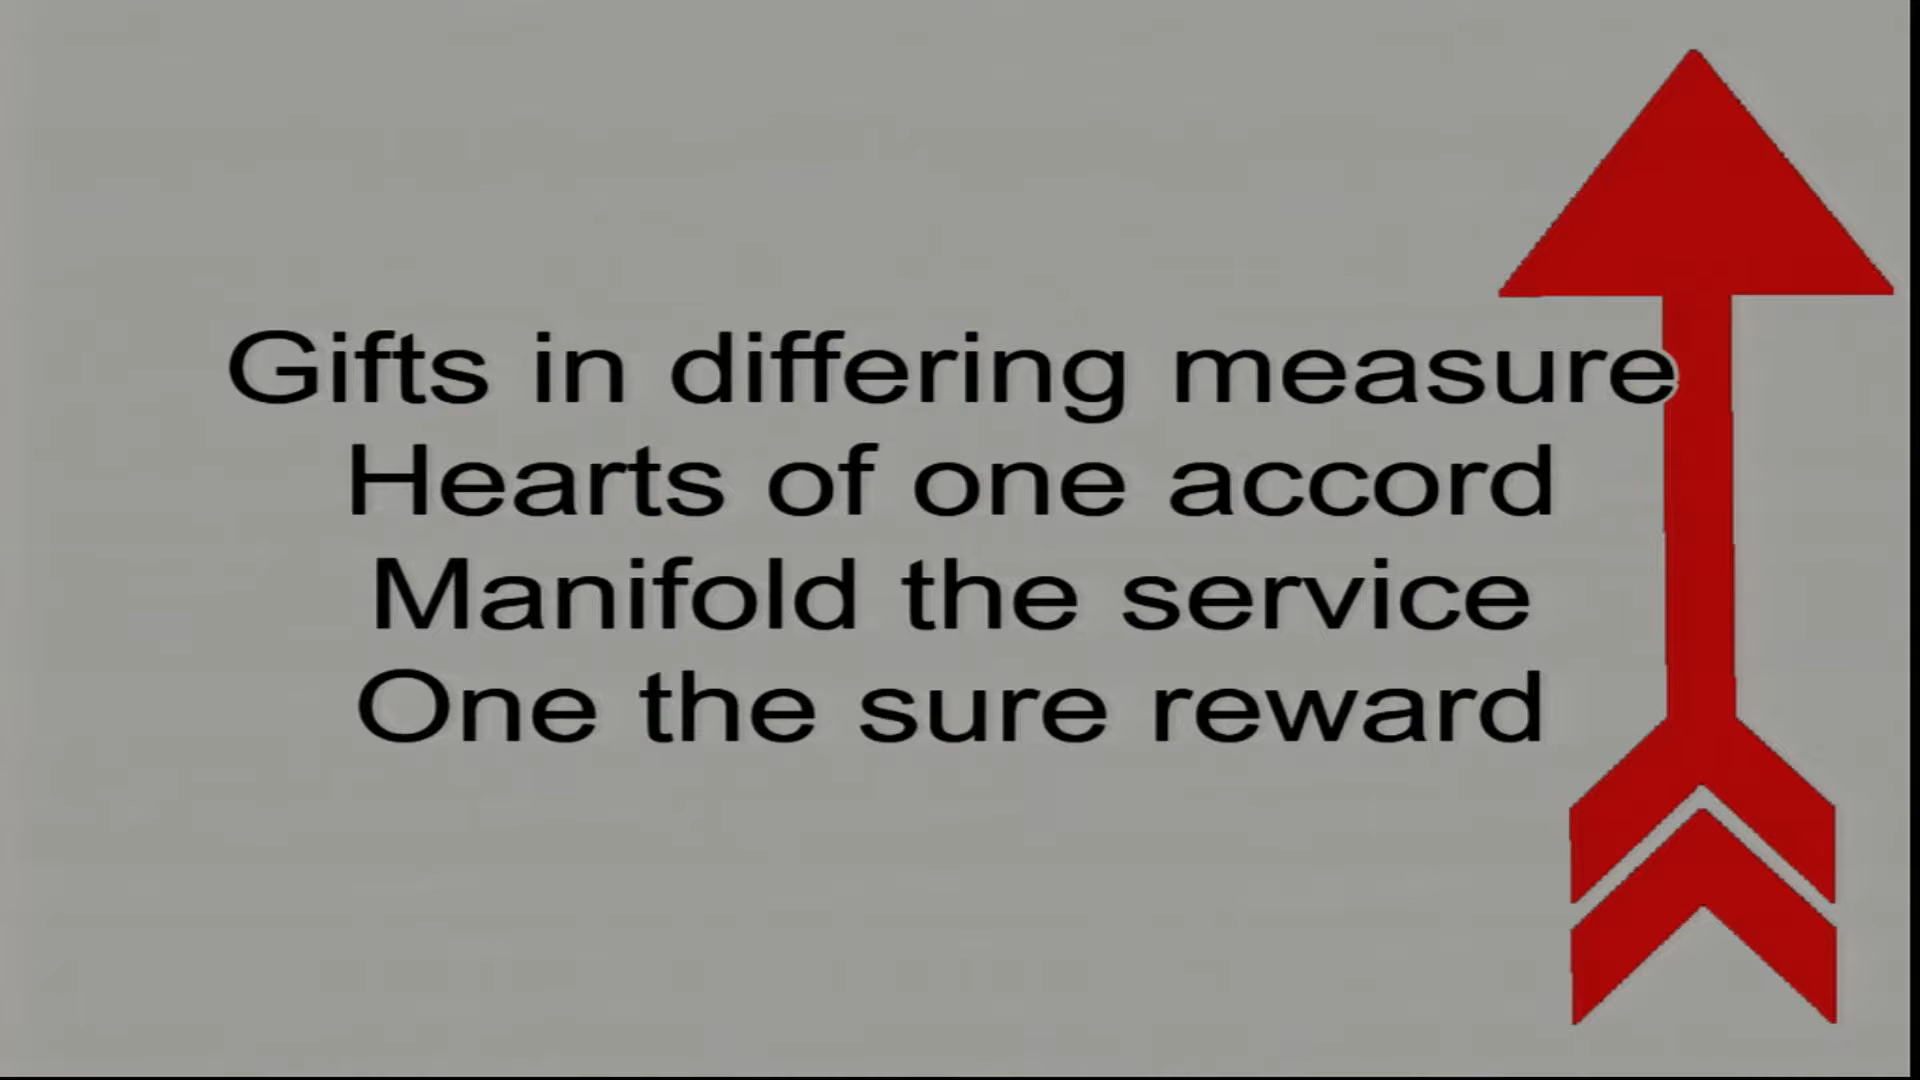 Gifts in differing measure
Hearts of one accord
Manifold the service
One the sure reward